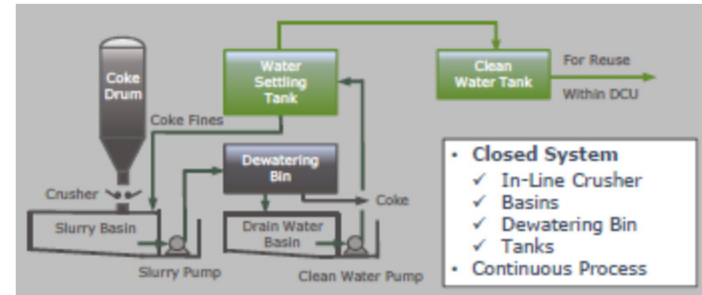 Coke
Drum
Water
Settling
Tank
Clean
Water Tank
For Reuse
Within DCU
Coke Fines
Dewatering
Bin
Crusher
Coke
Slurry Basin
Drain Water
Basin
Slurry Pump
Clean Water Pump
• Closed System
✓ In-Line Crusher
✓ Basins
✓ Dewatering Bin
✓ Tanks
• Continuous Process